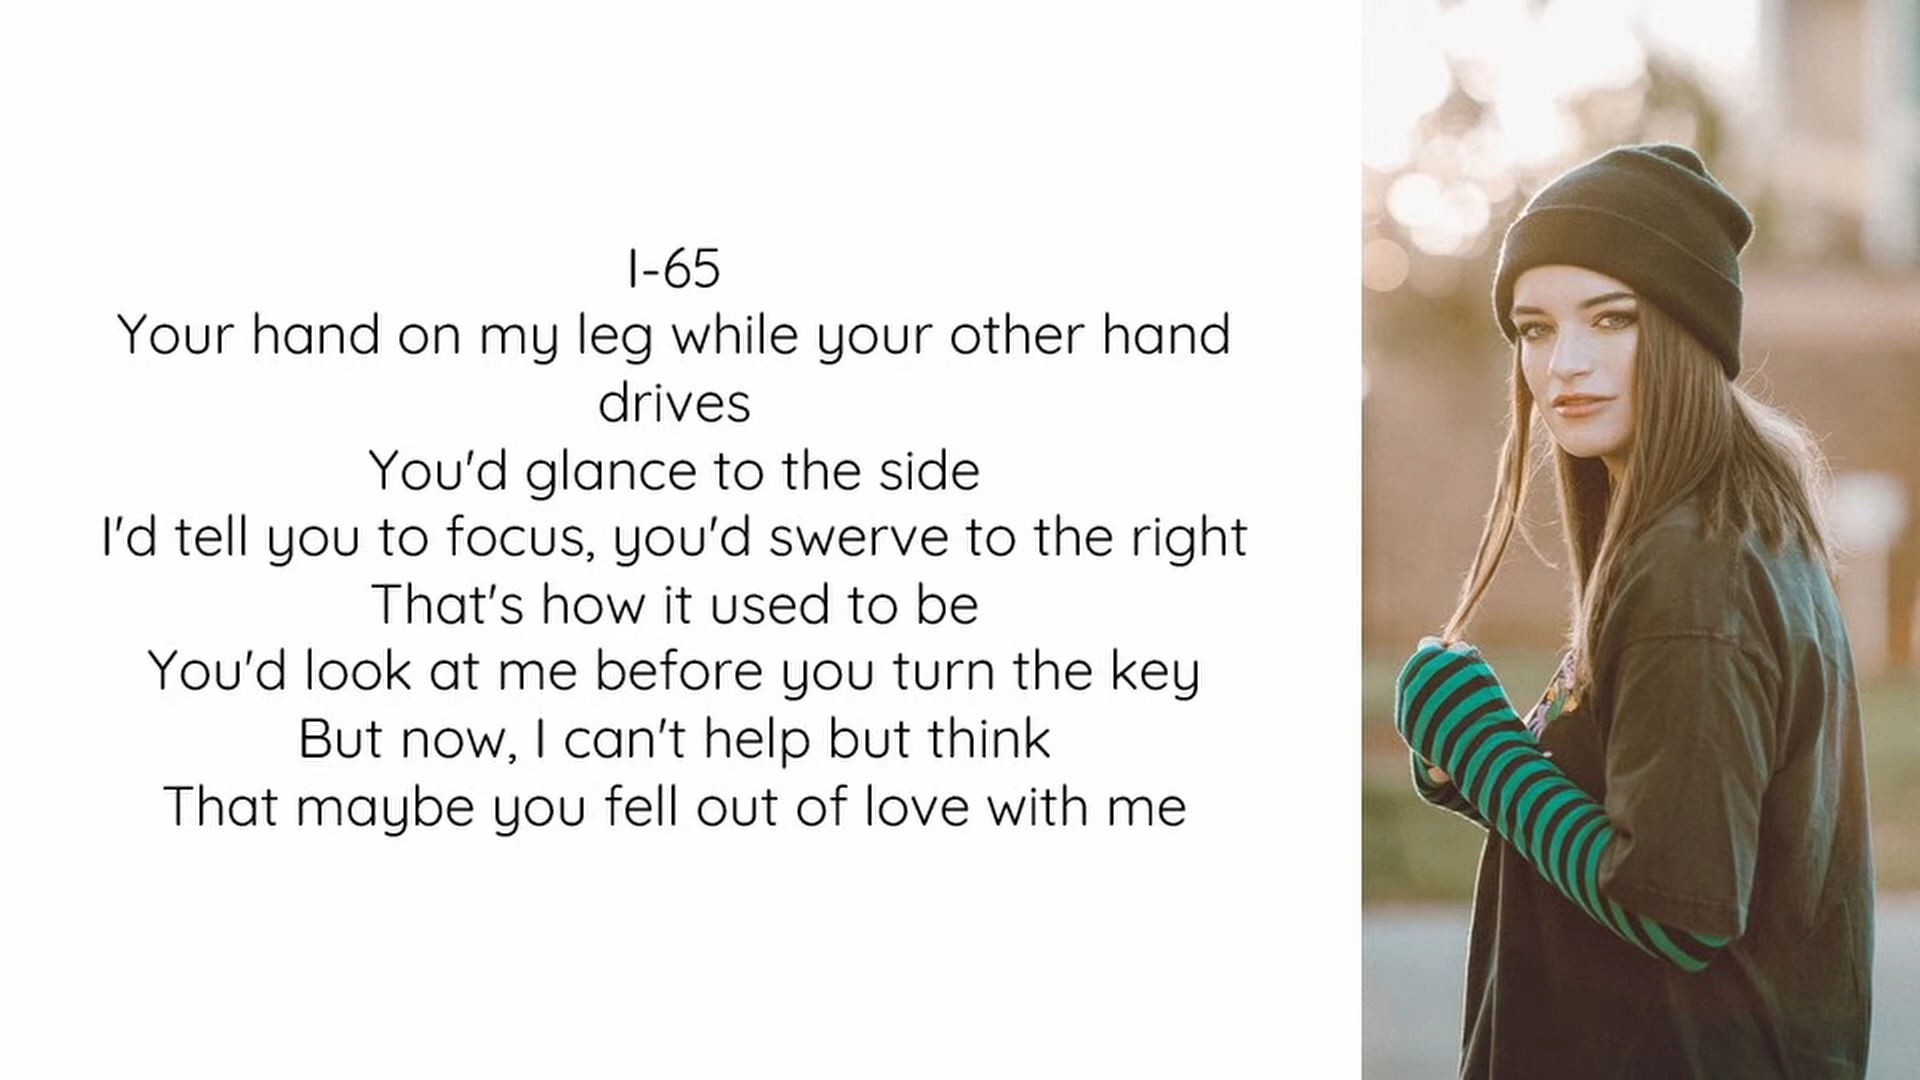 I-65
Your hand on my leg while your other hand
drives
You'd glance to the side
I'd tell you to focus, you'd swerve to the right
That's how it used to be
You'd look at me before you turn the key
But now, I can't help but think
That maybe you fell out of love with me